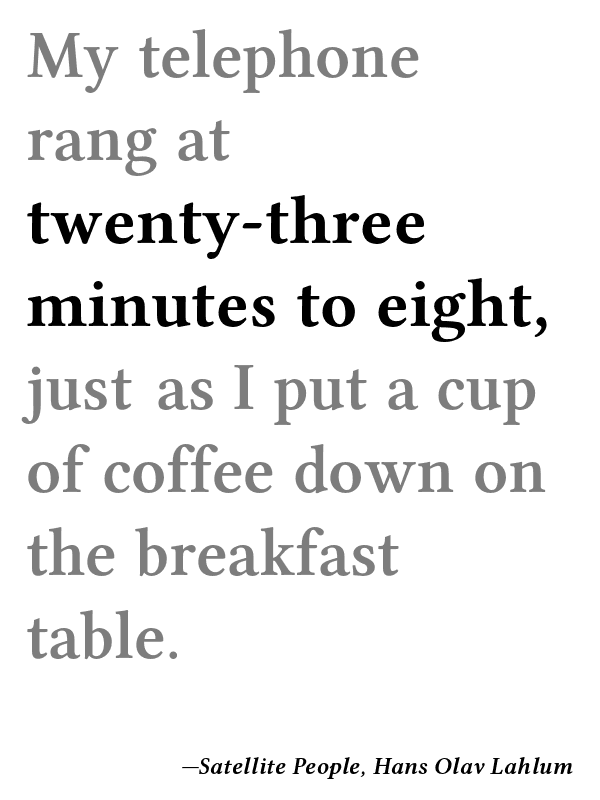 My telephone
rang at
twenty-three
minutes to eight,
just as I put a cup
of coffee down on
the breakfast
table.
—Satellite People, Hans Olav Lahlum